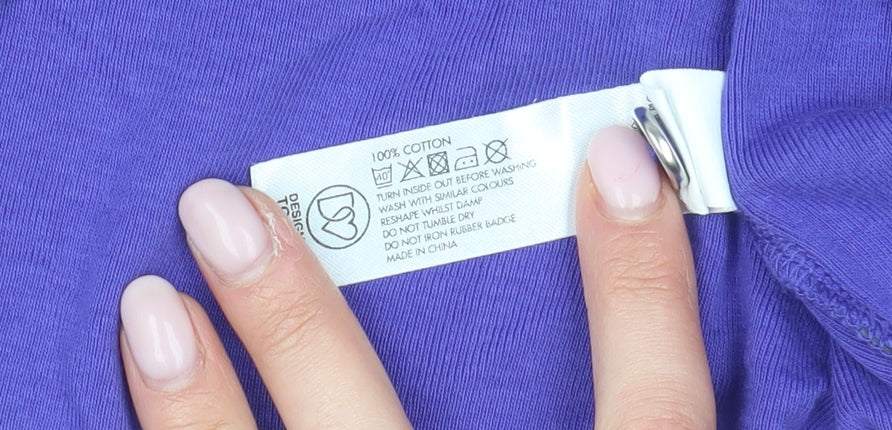 100% COTTON
40°
TURN INSIDE OUT BEFORE WASHING
WASH WITH SIMILAR COLOURS
RESHAPE WHILST DAMP
DO NOT TUMBLE DRY
DO NOT IRON RUBBER BADGE
MADE IN CHINA